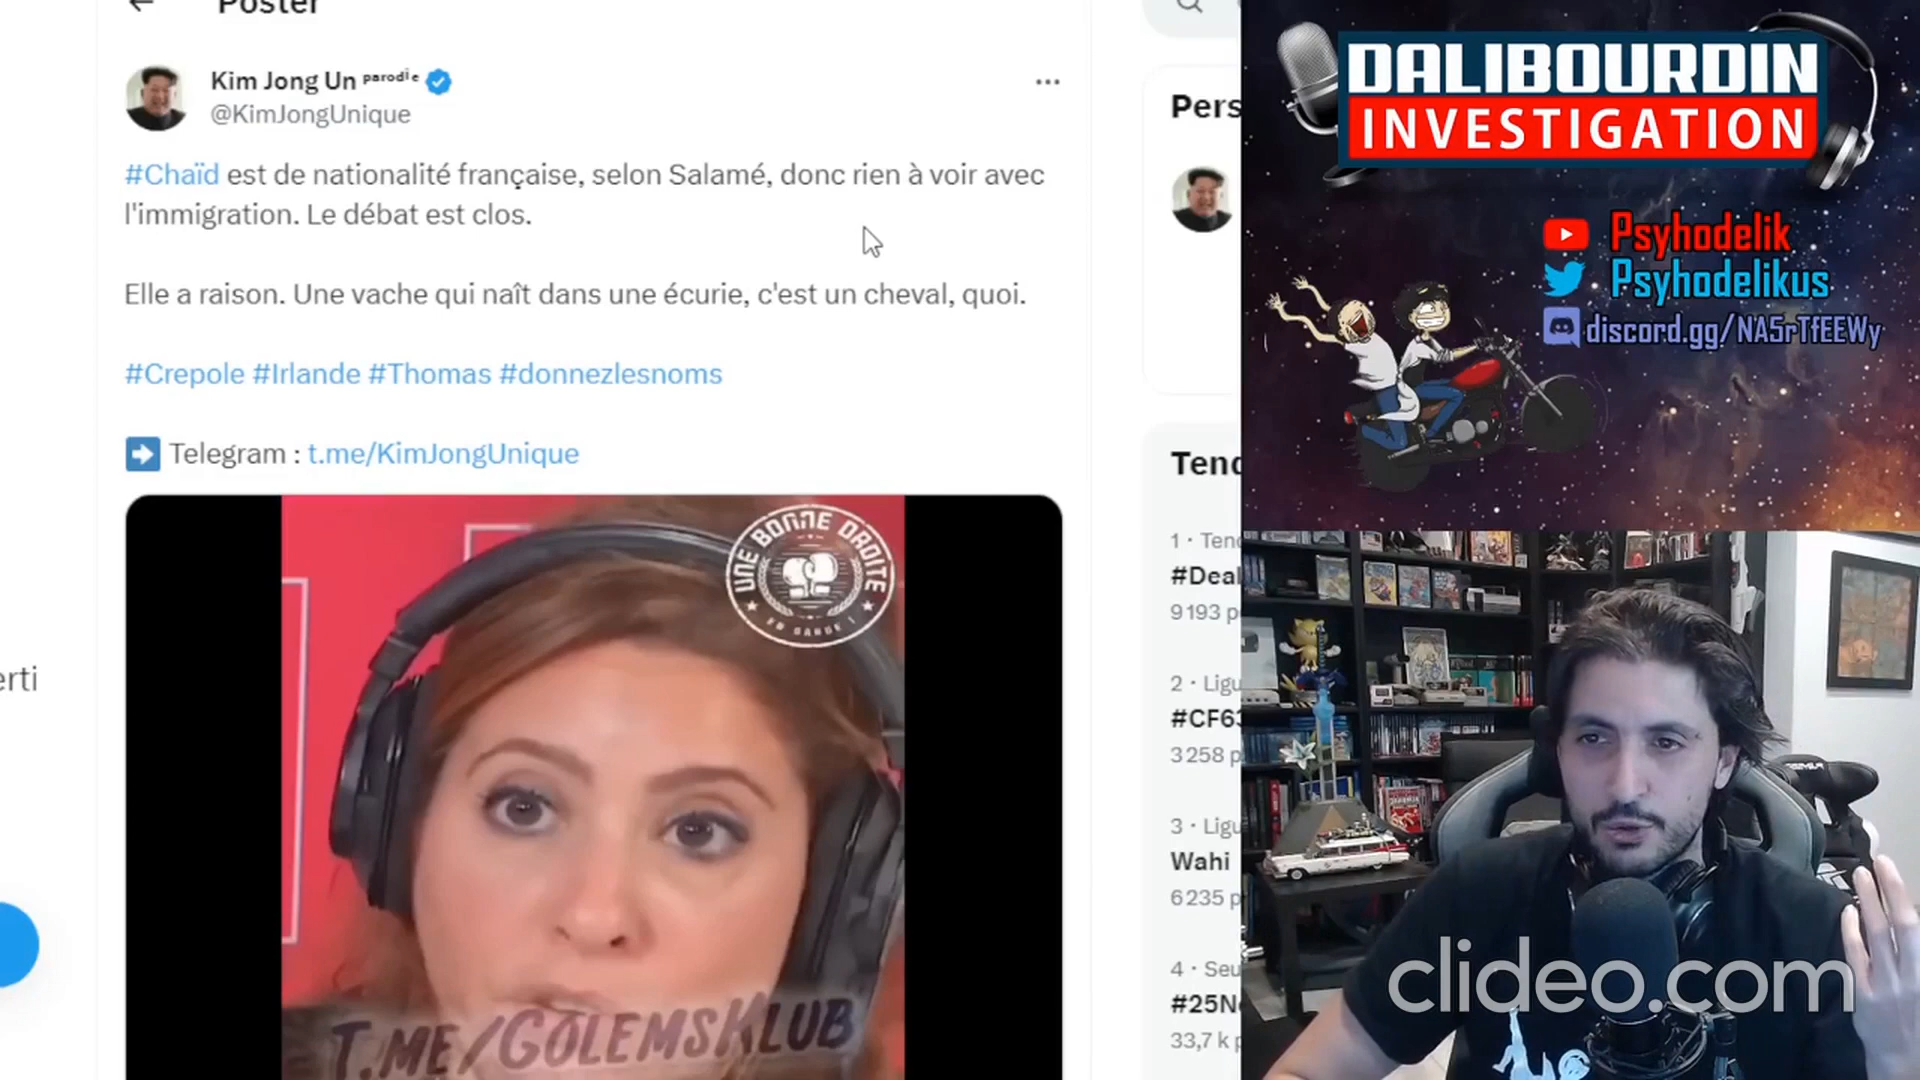 Poster
Kim Jong Un parodie
@KimJongUnique
#Chaïd est de nationalité française, selon Salamé, donc rien à voir avec
l'immigration. Le débat est clos.
Elle a raison. Une vache qui naît dans une écurie, c'est un cheval, quoi.
#Crepole #Irlande #Thomas #donnezlesnoms
Telegram : t.me/KimJongUnique
UNE BONNE DROITE
EN GARDE !
T.ME/GOLEMSKLUB
erti
Pers
Tend
1 · Tend
#Deal
9 193 p
2 · Ligu
#CF63
3 258 p
3 · Ligu
Wahi
6 235 p
4 · Seu
#25No
33,7 k p
DALIBOURDIN
INVESTIGATION
Psyhodelik
Psyhodelikus
discord.gg/NA5rTfEEWy
clideo.com